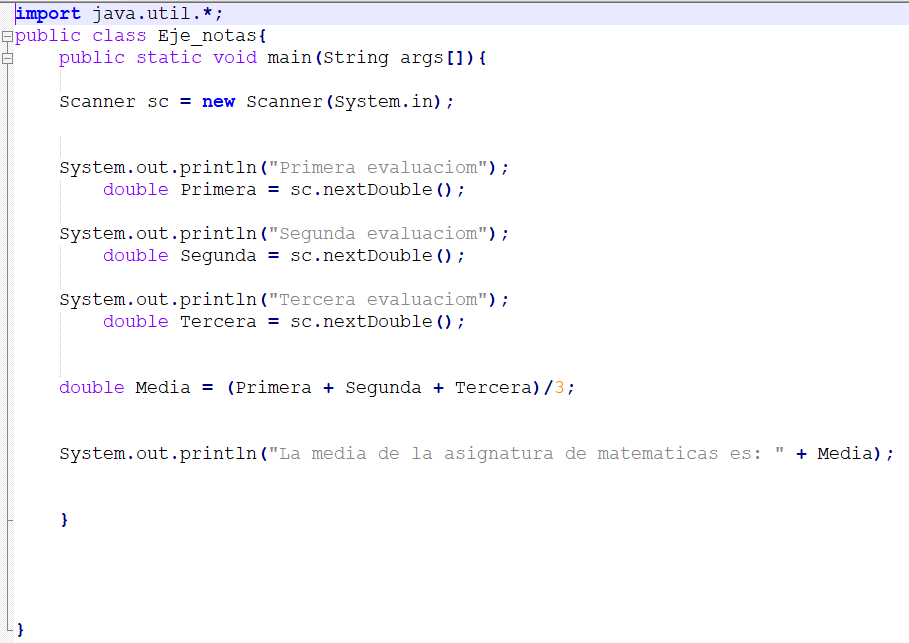 import java.util.*;
public class Eje_notas{
public static void main(String args[]){
Scanner sc = new Scanner(System.in);
System.out.println("Primera evaluaciom");
double Primera = sc.nextDouble();
System.out.println("Segunda evaluaciom");
double Segunda = sc.nextDouble();
System.out.println("Tercera evaluaciom");
double Tercera = sc.nextDouble();
double Media = (Primera + Segunda + Tercera)/3;
System.out.println("La media de la asignatura de matematicas es: " + Media);
}
}